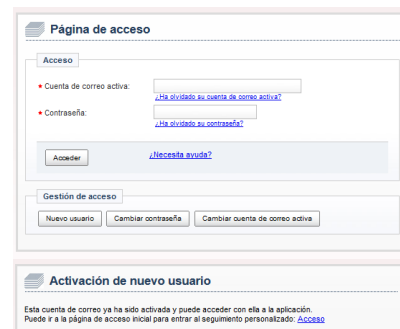 Página de acceso
Acceso
* Cuenta de correo activa:
¿Ha olvidado su cuenta de correo activa?
* Contraseña:
¿Ha olvidado su contraseña?
Acceder
¿Necesita ayuda?
Gestión de acceso
Nuevo usuario Cambiar contraseña Cambiar cuenta de correo activa
Activación de nuevo usuario
Esta cuenta de correo ya ha sido activada y puede acceder con ella a la aplicación.
Puede ir a la página de acceso inicial para entrar al seguimiento personalizado: Acceso